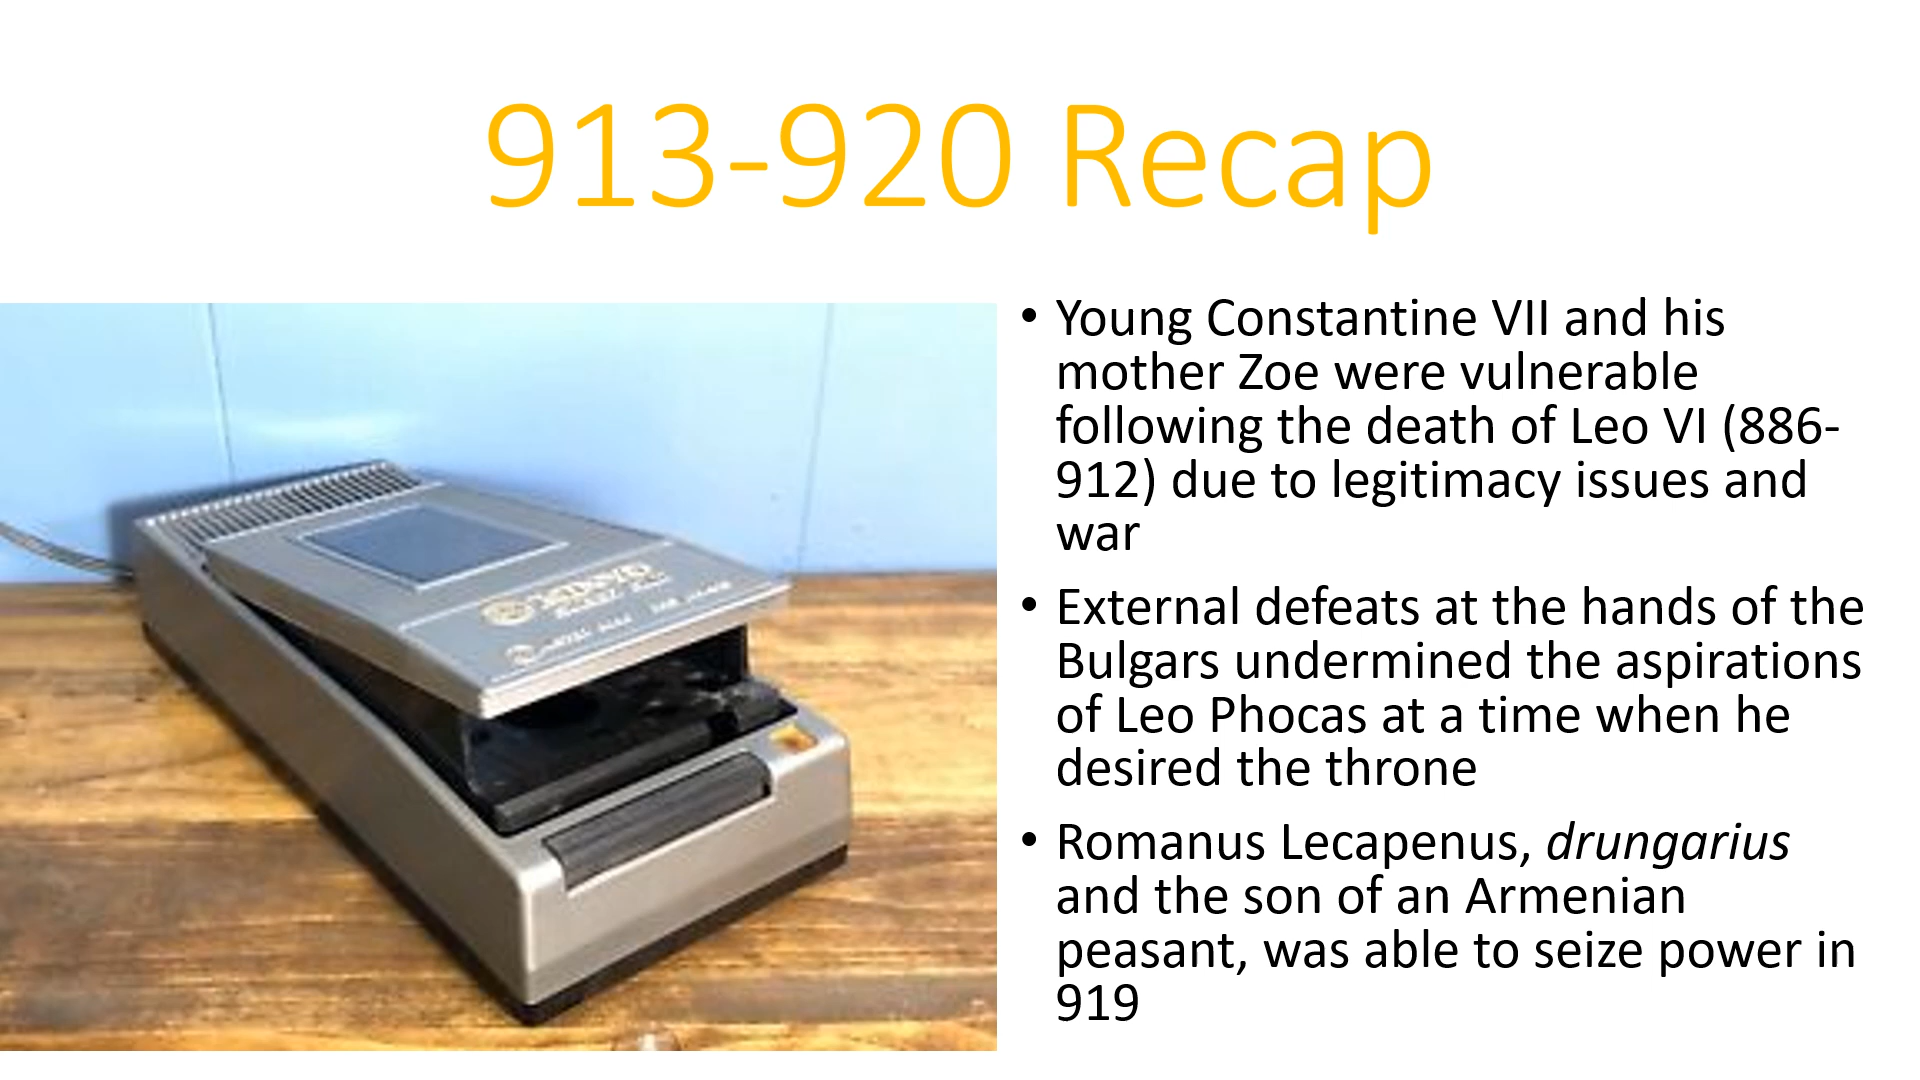 913-920 Recap
• Young Constantine VII and his
mother Zoe were vulnerable
following the death of Leo VI (886-
912) due to legitimacy issues and
war
• External defeats at the hands of the
Bulgars undermined the aspirations
of Leo Phocas at a time when he
desired the throne
• Romanus Lecapenus, drungarius
and the son of an Armenian
peasant, was able to seize power in
919